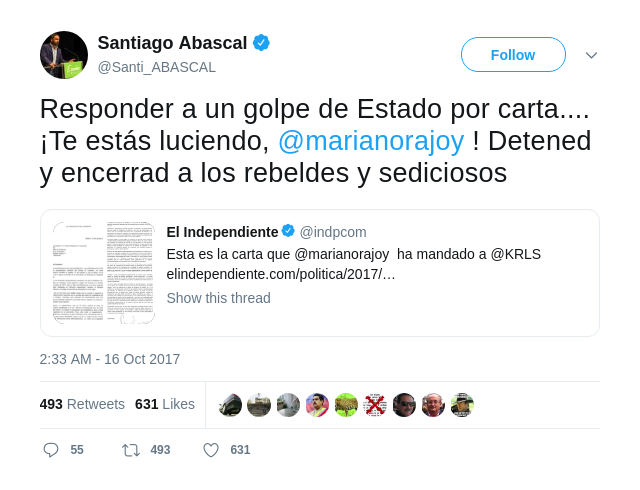 Santiago Abascal
@Santi_ABASCAL
Follow
Responder a un golpe de Estado por carta....
¡Te estás luciendo, @marianorajoy ! Detened
y encerrad a los rebeldes y sediciosos
El Independiente @indpcom
Esta es la carta que @marianorajoy ha mandado a @KRLS
elindependiente.com/politica/2017/…
Show this thread
2:33 AM - 16 Oct 2017
493 Retweets 631 Likes
55 493 631